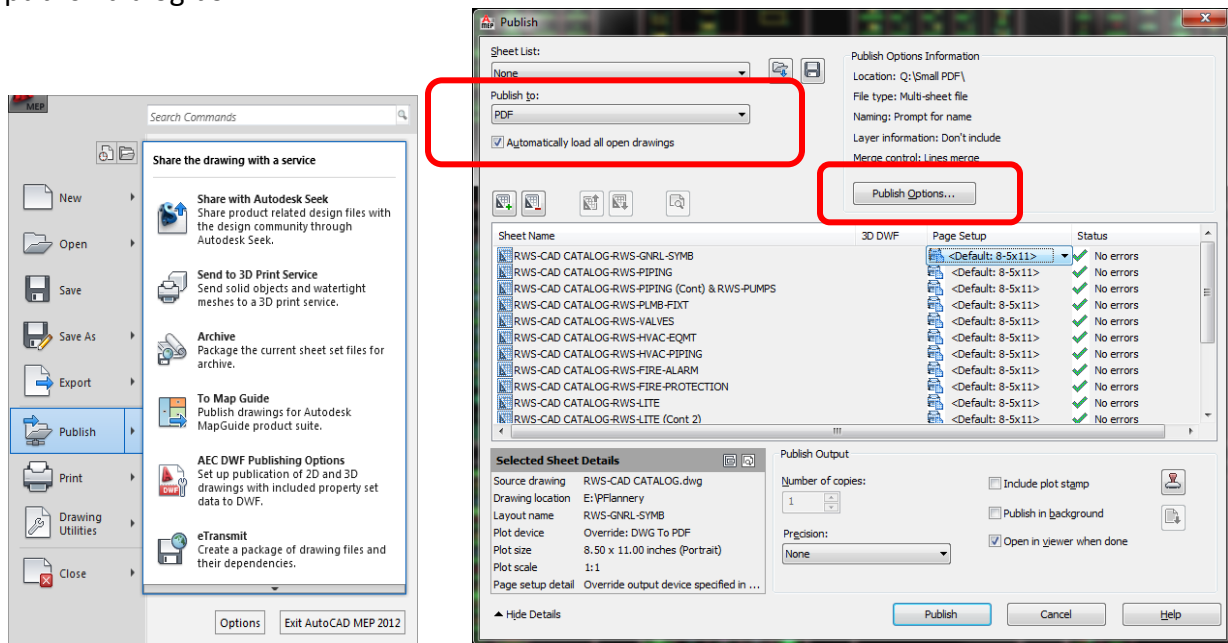 MEP
Search Commands
Share the drawing with a service
New
Open
Save
Save As
Export
Publish
Print
Drawing
Utilities
Close
Share with Autodesk Seek
Share product related design files with
the design community through
Autodesk Seek.
Send to 3D Print Service
Send solid objects and watertight
meshes to a 3D print service.
Archive
Package the current sheet set files for
archive.
To Map Guide
Publish drawings for Autodesk
MapGuide product suite.
AEC DWF Publishing Options
Set up publication of 2D and 3D
drawings with included property set
data to DWF.
DWF
eTransmit
Create a package of drawing files and
their dependencies.
Options
Exit AutoCAD MEP 2012
MEP
Publish
Sheet List:
None
Publish to:
PDF
Automatically load all open drawings
Publish Options Information
Location: Q:\Small PDF\
File type: Multi-sheet file
Naming: Prompt for name
Layer information: Don't include
Merge control: Lines merge
Publish Options...
Sheet Name 3D DWF Page Setup Status
RWS-CAD CATALOG-RWS-GNRL-SYMB <Default: 8-5x11> No errors
RWS-CAD CATALOG-RWS-PIPING <Default: 8-5x11> No errors
RWS-CAD CATALOG-RWS-PIPING (Cont) & RWS-PUMPS <Default: 8-5x11> No errors
RWS-CAD CATALOG-RWS-PLMB-FIXT <Default: 8-5x11> No errors
RWS-CAD CATALOG-RWS-VALVES <Default: 8-5x11> No errors
RWS-CAD CATALOG-RWS-HVAC-EQMT <Default: 8-5x11> No errors
RWS-CAD CATALOG-RWS-HVAC-PIPING <Default: 8-5x11> No errors
RWS-CAD CATALOG-RWS-FIRE-ALARM <Default: 8-5x11> No errors
RWS-CAD CATALOG-RWS-FIRE-PROTECTION <Default: 8-5x11> No errors
RWS-CAD CATALOG-RWS-LITE <Default: 8-5x11> No errors
RWS-CAD CATALOG-RWS-LITE (Cont 2) <Default: 8-5x11> No errors
Selected Sheet Details
Source drawing RWS-CAD CATALOG.dwg
Drawing location E:\PFlannery
Layout name RWS-GNRL-SYMB
Plot device Override: DWG To PDF
Plot size 8.50 x 11.00 inches (Portrait)
Plot scale 1:1
Page setup detail Override output device specified in ...
Hide Details
Publish Output
Number of copies:
1
Precision:
None
Include plot stamp
Publish in background
Open in viewer when done
Publish
Cancel
Help